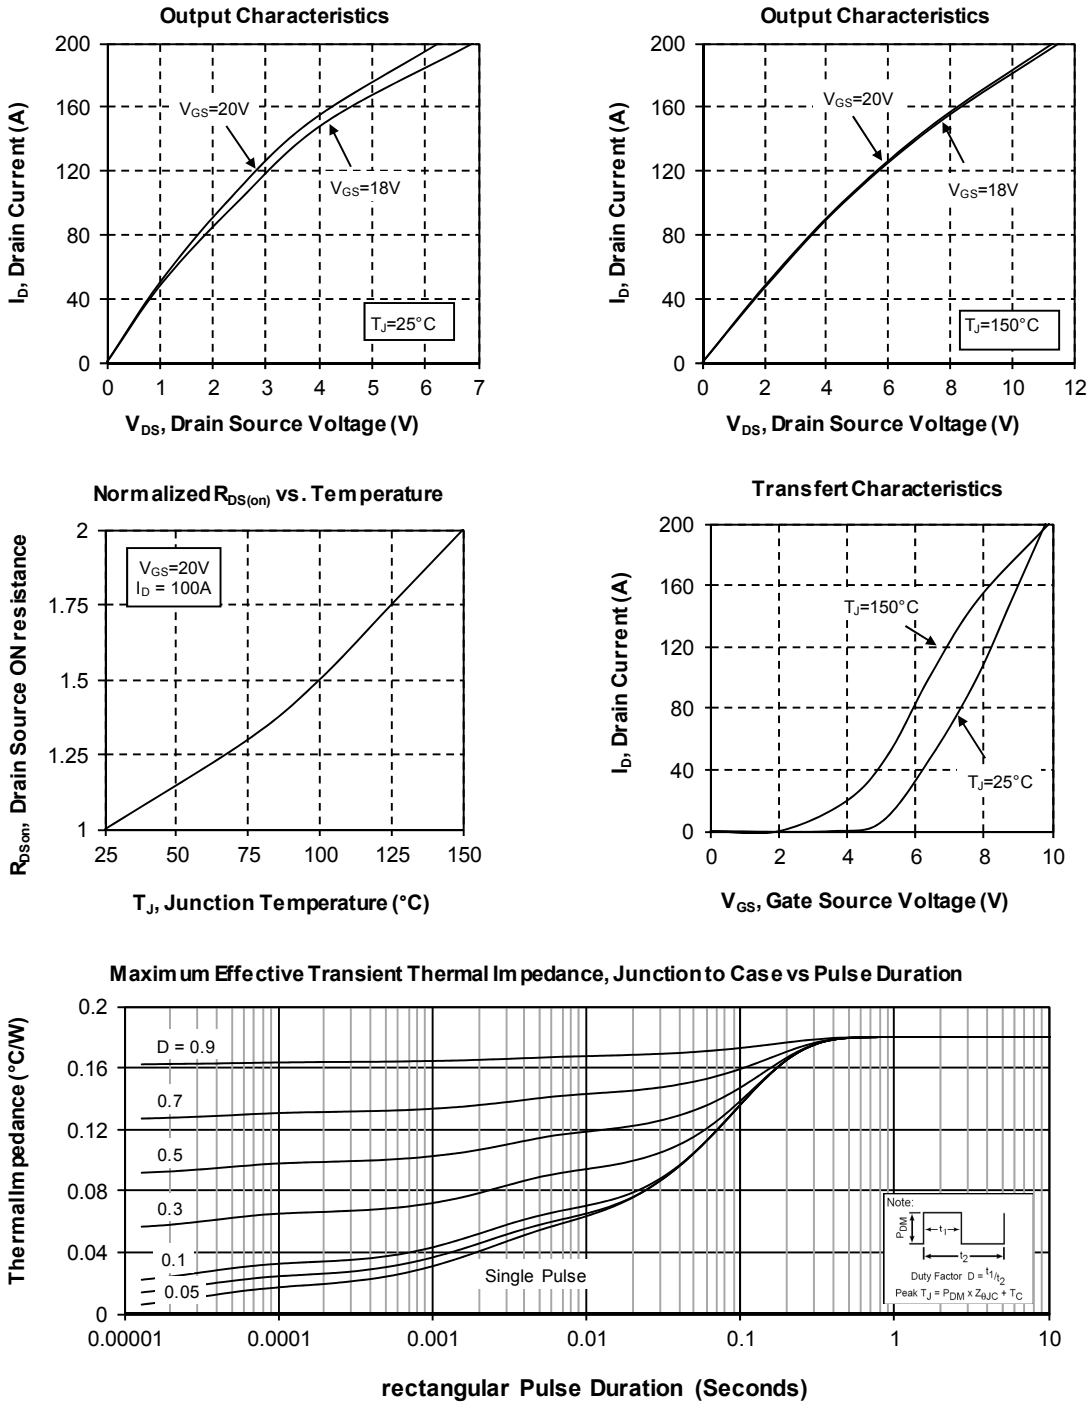 Output Characteristics
200
160
120
80
40
0
I_D, Drain Current (A)
V_GS=20V
V_GS=18V
T_J=25°C
0 1 2 3 4 5 6 7
V_DS, Drain Source Voltage (V)
Output Characteristics
200
160
120
80
40
0
I_D, Drain Current (A)
V_GS=20V
V_GS=18V
T_J=150°C
0 2 4 6 8 10 12
V_DS, Drain Source Voltage (V)
Normalized R_DS(on) vs. Temperature
2
1.75
1.5
1.25
1
R_DSon, Drain Source ON resistance
V_GS=20V
I_D = 100A
25 50 75 100 125 150
T_J, Junction Temperature (°C)
Transfert Characteristics
200
160
120
80
40
0
I_D, Drain Current (A)
T_J=150°C
T_J=25°C
0 2 4 6 8 10
V_GS, Gate Source Voltage (V)
Maximum Effective Transient Thermal Impedance, Junction to Case vs Pulse Duration
0.2
0.16
0.12
0.08
0.04
0
Thermal Impedance (°C/W)
D = 0.9
0.7
0.5
0.3
0.1
0.05
Single Pulse
Note:
P_DM
t_1
t_2
Duty Factor D = t1/t2
Peak T_J = P_DM x Z_θJC + T_C
0.00001 0.0001 0.001 0.01 0.1 1 10
rectangular Pulse Duration (Seconds)